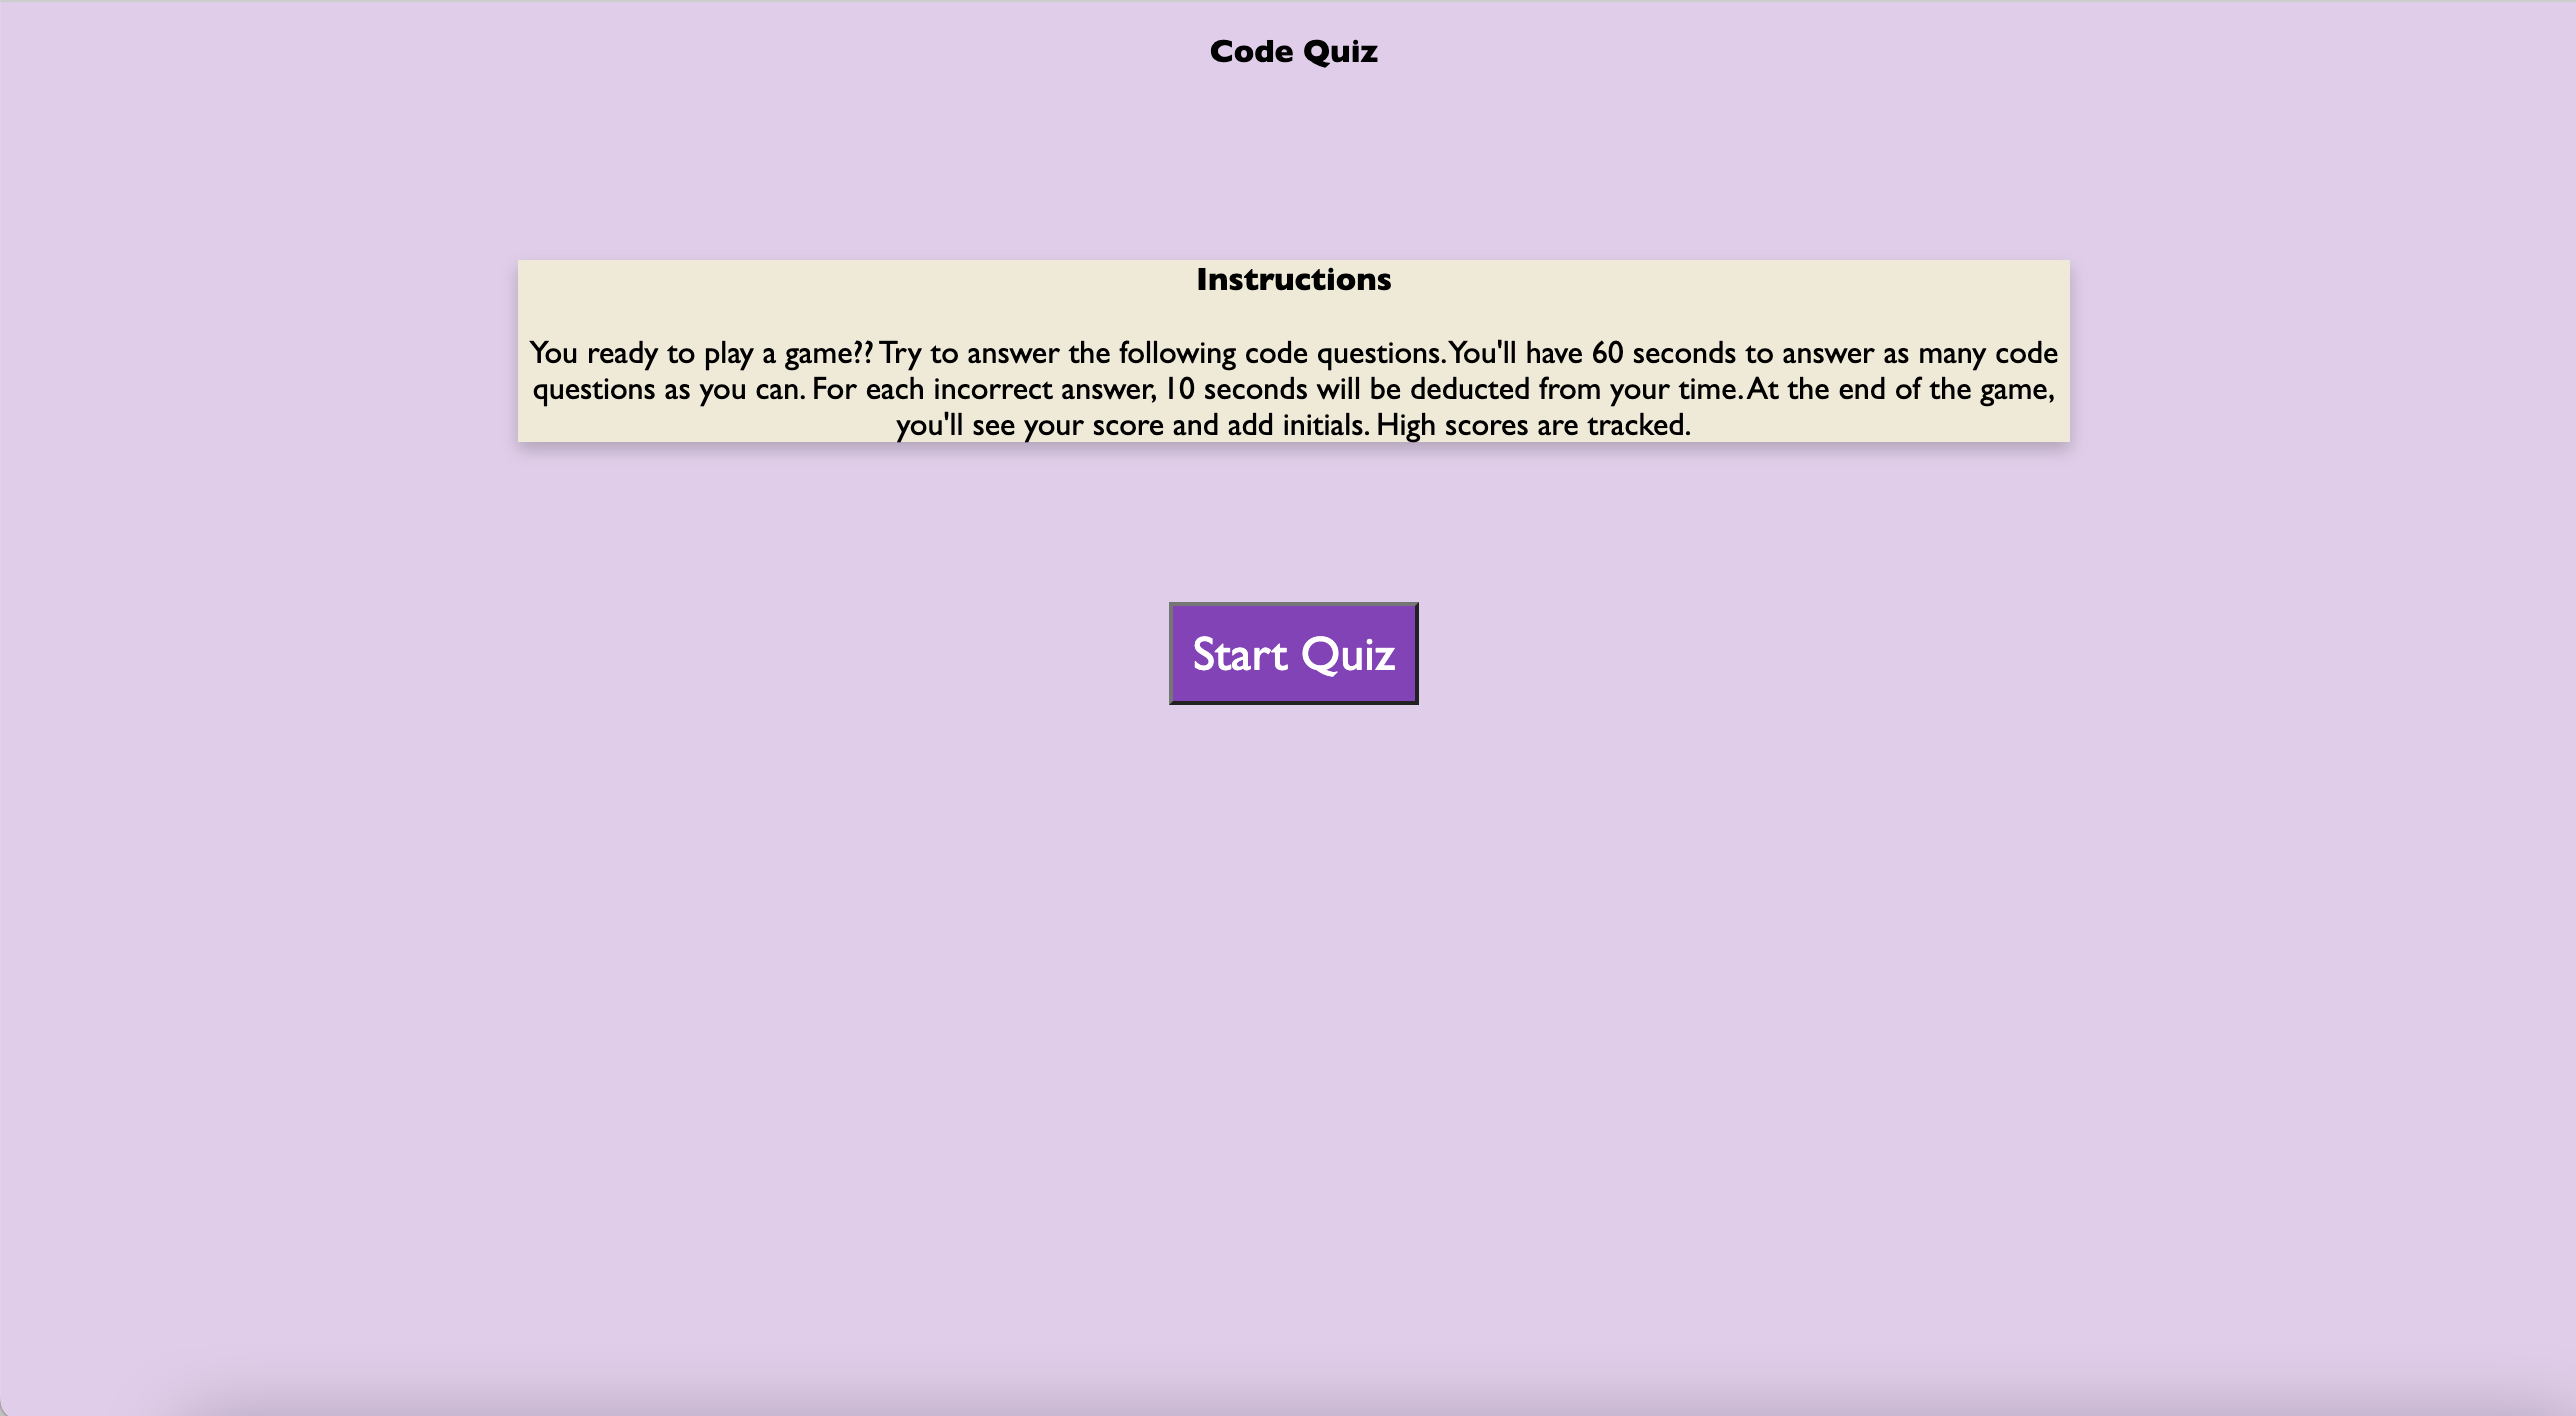 Code Quiz
Instructions
You ready to play a game?? Try to answer the following code questions. You'll have 60 seconds to answer as many code
questions as you can. For each incorrect answer, 10 seconds will be deducted from your time. At the end of the game,
you'll see your score and add initials. High scores are tracked.
Start Quiz